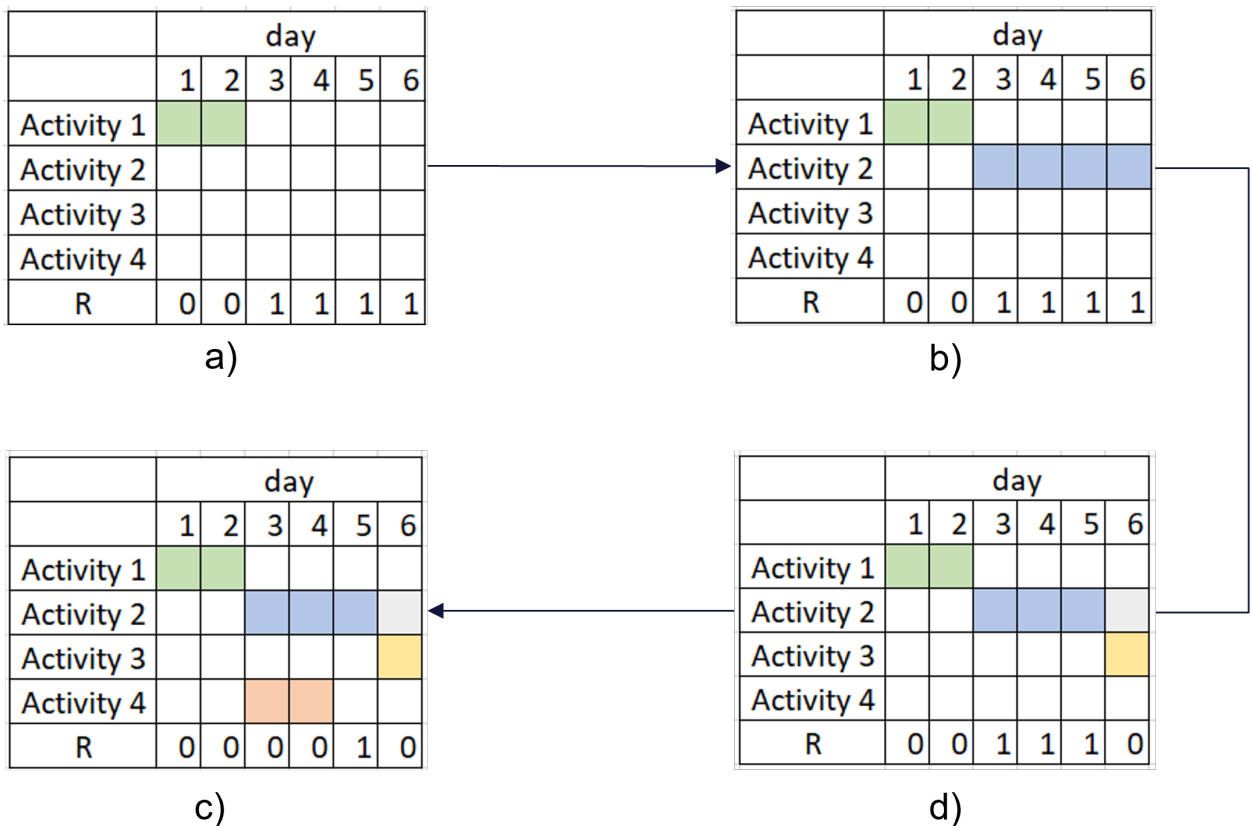 day
1 2 3 4 5 6
Activity 1
Activity 2
Activity 3
Activity 4
R 0 0 1 1 1 1
a)
day
1 2 3 4 5 6
Activity 1
Activity 2
Activity 3
Activity 4
R 0 0 1 1 1 1
b)
day
1 2 3 4 5 6
Activity 1
Activity 2
Activity 3
Activity 4
R 0 0 0 0 1 0
c)
day
1 2 3 4 5 6
Activity 1
Activity 2
Activity 3
Activity 4
R 0 0 1 1 1 0
d)